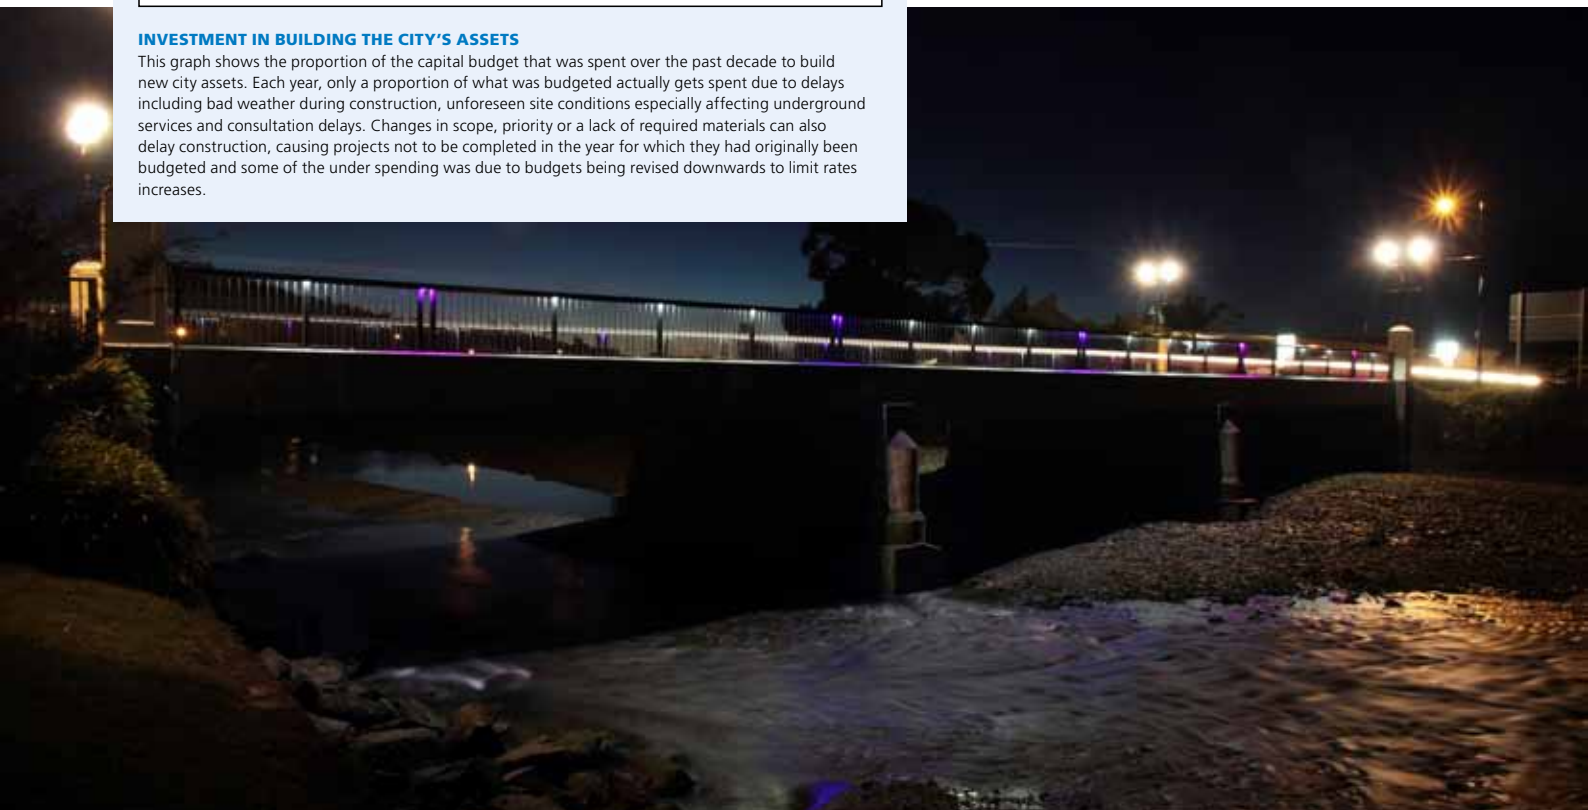 INVESTMENT IN BUILDING THE CITY'S ASSETS
This graph shows the proportion of the capital budget that was spent over the past decade to build
new city assets. Each year, only a proportion of what was budgeted actually gets spent due to delays
including bad weather during construction, unforeseen site conditions especially affecting underground
services and consultation delays. Changes in scope, priority or a lack of required materials can also
delay construction, causing projects not to be completed in the year for which they had originally been
budgeted and some of the under spending was due to budgets being revised downwards to limit rates
increases.